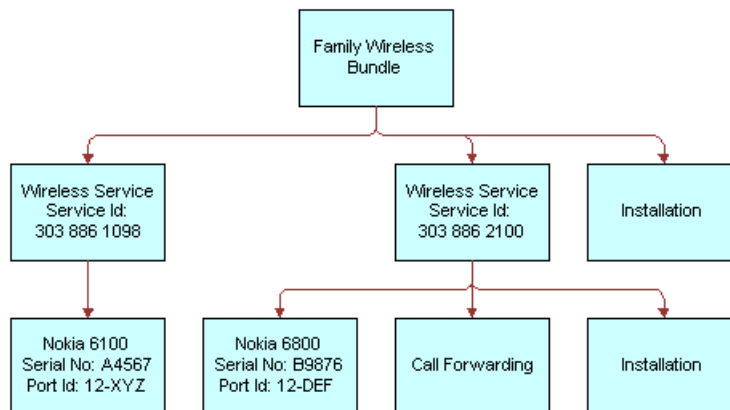 Family Wireless
Bundle
Wireless Service
Service Id:
303 886 1098
Wireless Service
Service Id:
303 886 2100
Installation
Nokia 6100
Serial No: A4567
Port Id: 12-XYZ
Nokia 6800
Serial No: B9876
Port Id: 12-DEF
Call Forwarding
Installation